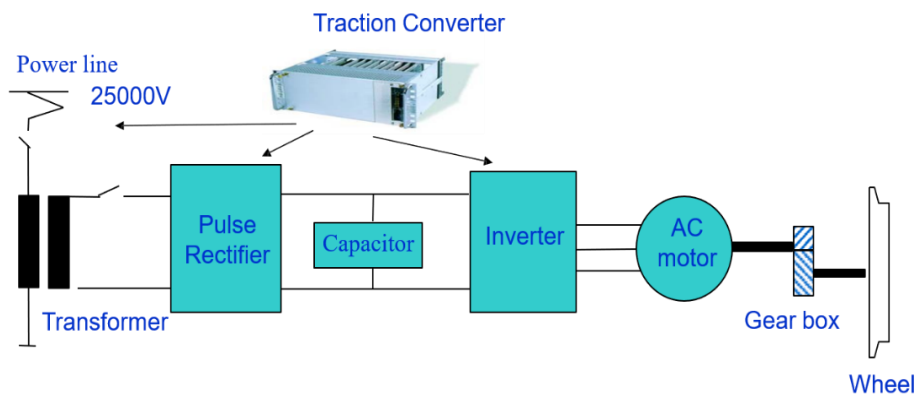 Traction Converter
Power line
25000V
Pulse
Rectifier
Capacitor
Inverter
AC
motor
Transformer
Gear box
Wheel